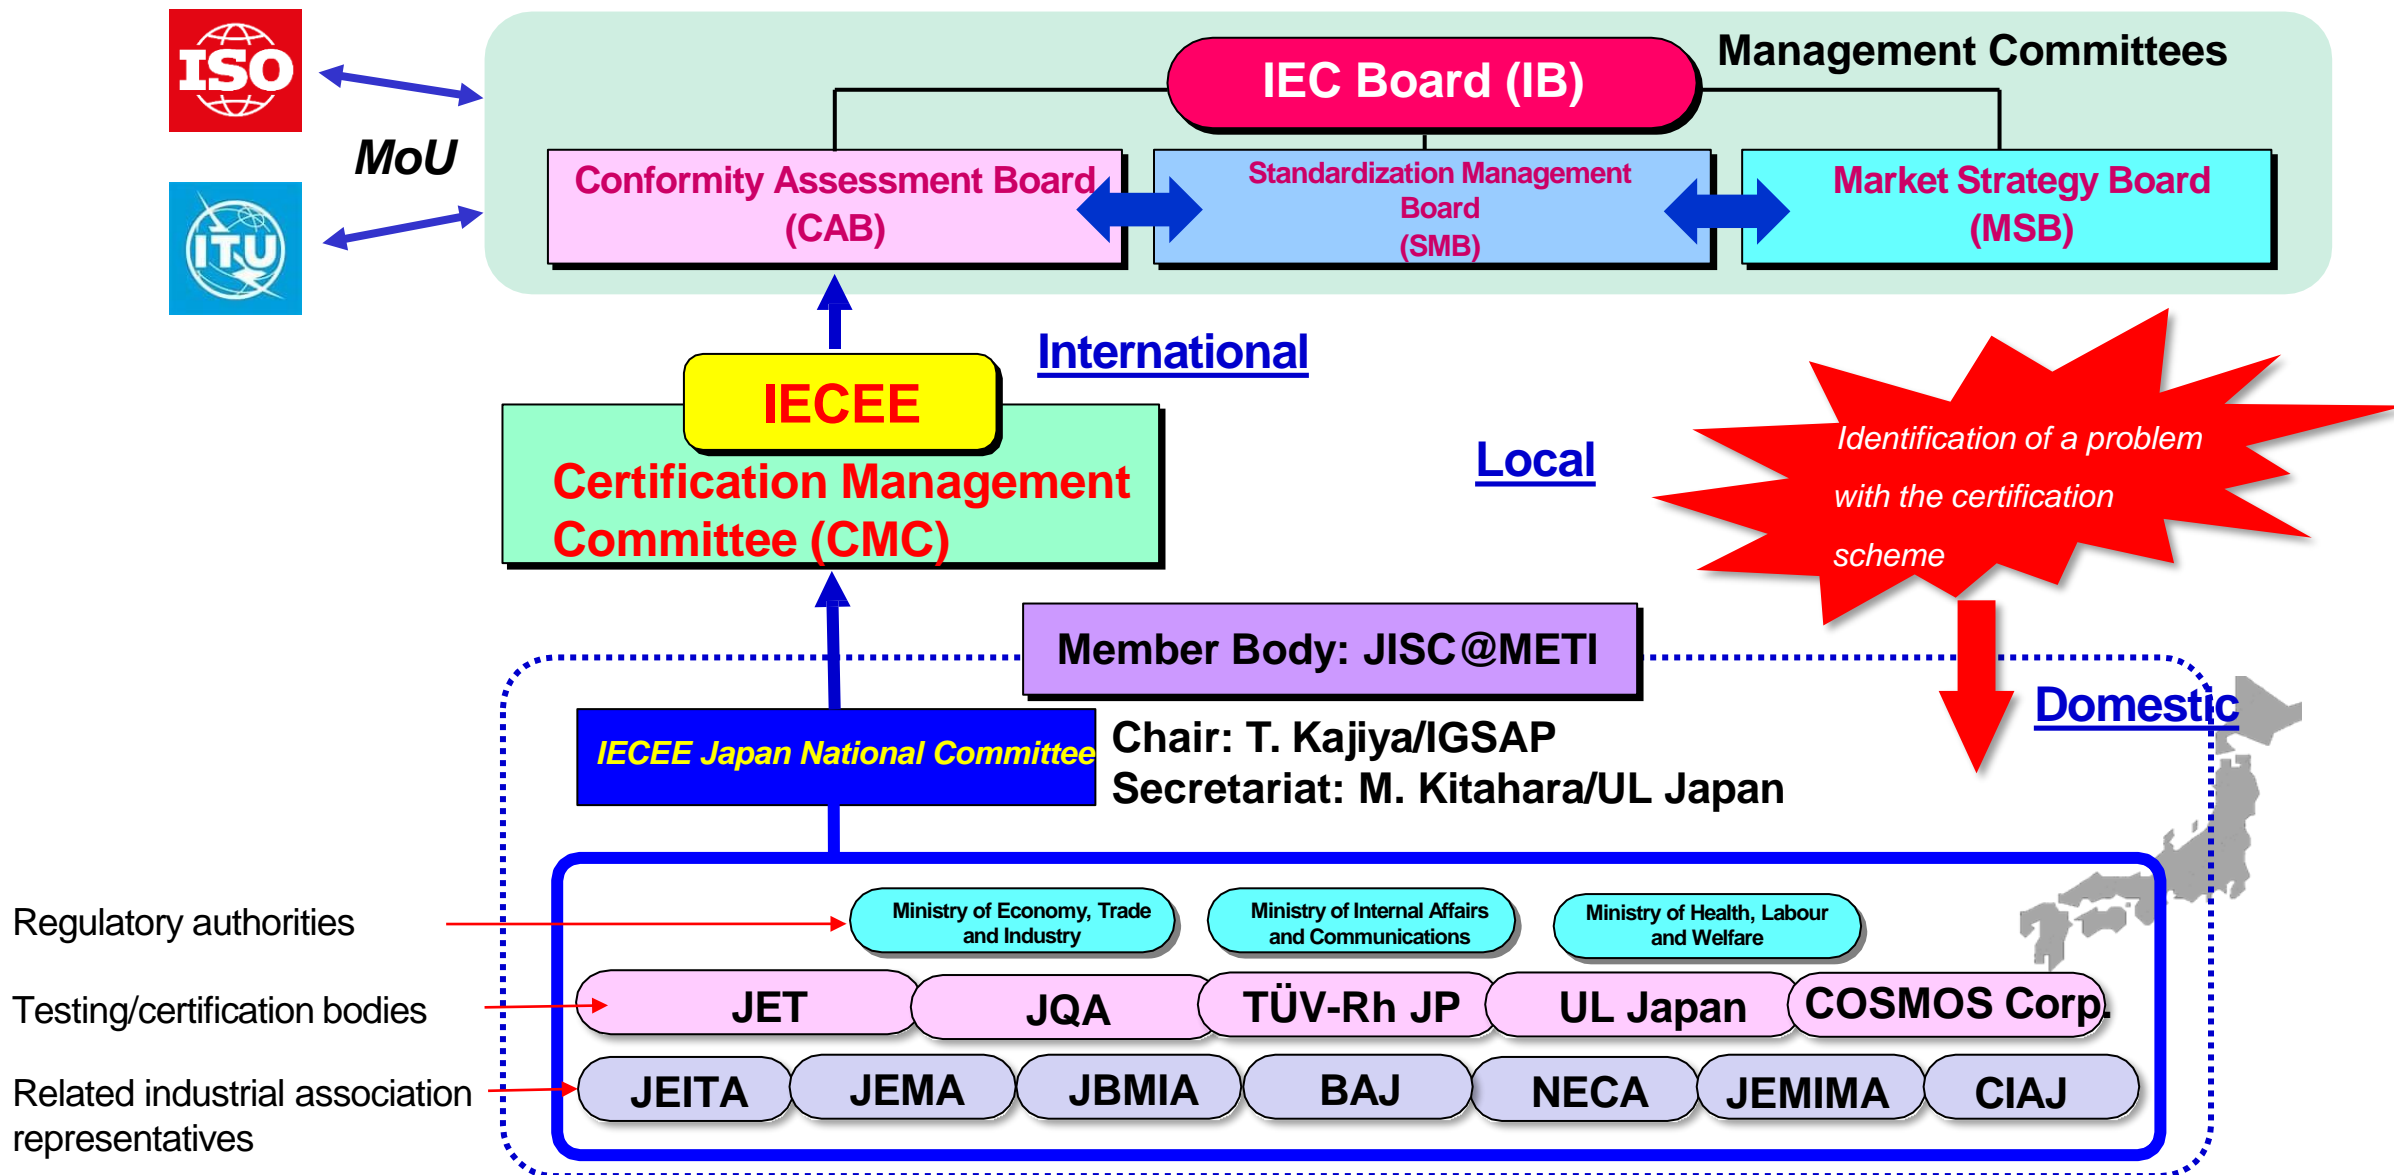 ISO
MoU
ITU
Management Committees
IEC Board (IB)
Conformity Assessment Board
(CAB)
Standardization Management
Board
(SMB)
Market Strategy Board
(MSB)
International
IECEE
Certification Management
Committee (CMC)
Local
Identification of a problem
with the certification
scheme
Member Body: JISC@METI
Domestic
IECEE Japan National Committee
Chair: T. Kajiya/IGSAP
Secretariat: M. Kitahara/UL Japan
Regulatory authorities
Ministry of Economy, Trade
and Industry
Ministry of Internal Affairs
and Communications
Ministry of Health, Labour
and Welfare
Testing/certification bodies
JET
JQA
TÜV-Rh JP
UL Japan
COSMOS Corp.
Related industrial association
representatives
JEITA
JEMA
JBMIA
BAJ
NECA
JEMIMA
CIAJ